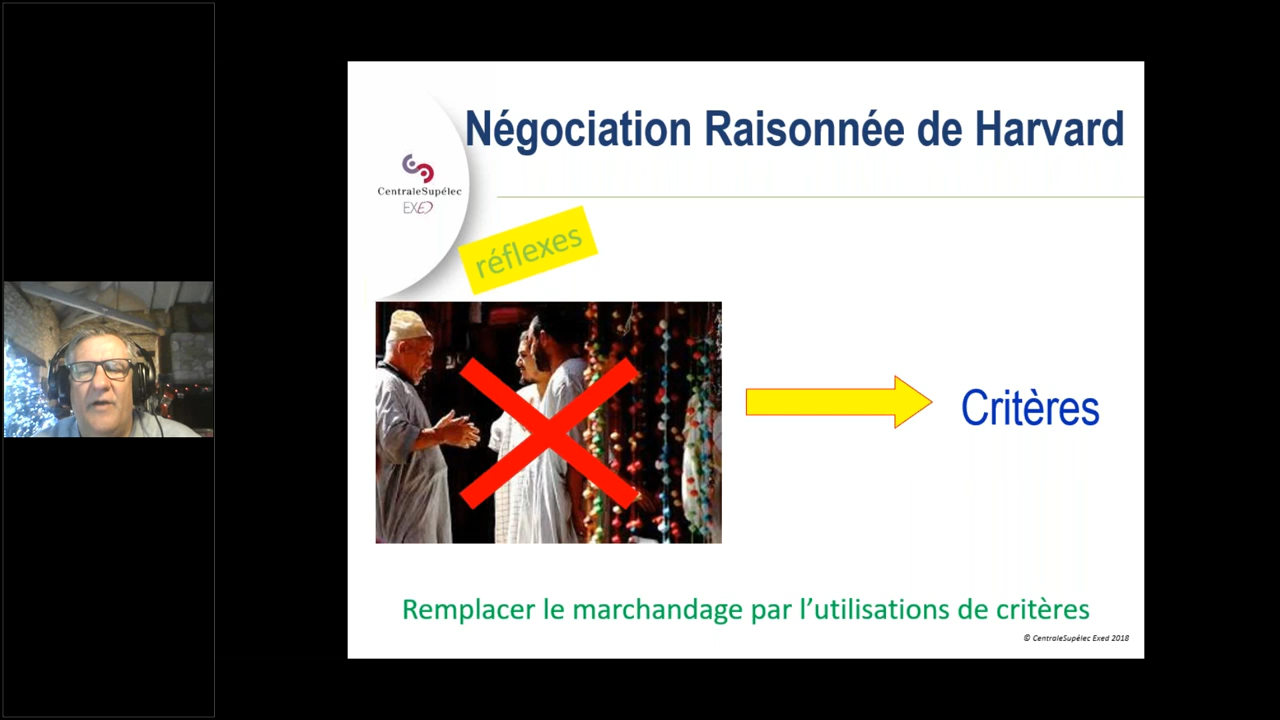 Négociation Raisonnée de Harvard
CentraleSupélec
EXED
réflexes
Critères
Remplacer le marchandage par l’utilisations de critères
© CentraleSupélec Exed 2018